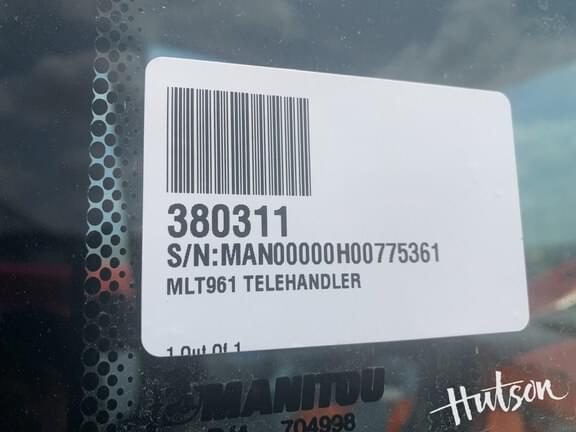 380311
S/N:MAN00000H00775361
MLT961 TELEHANDLER
1 Out Of 1
MANITOU
P/A 704998
Hutson